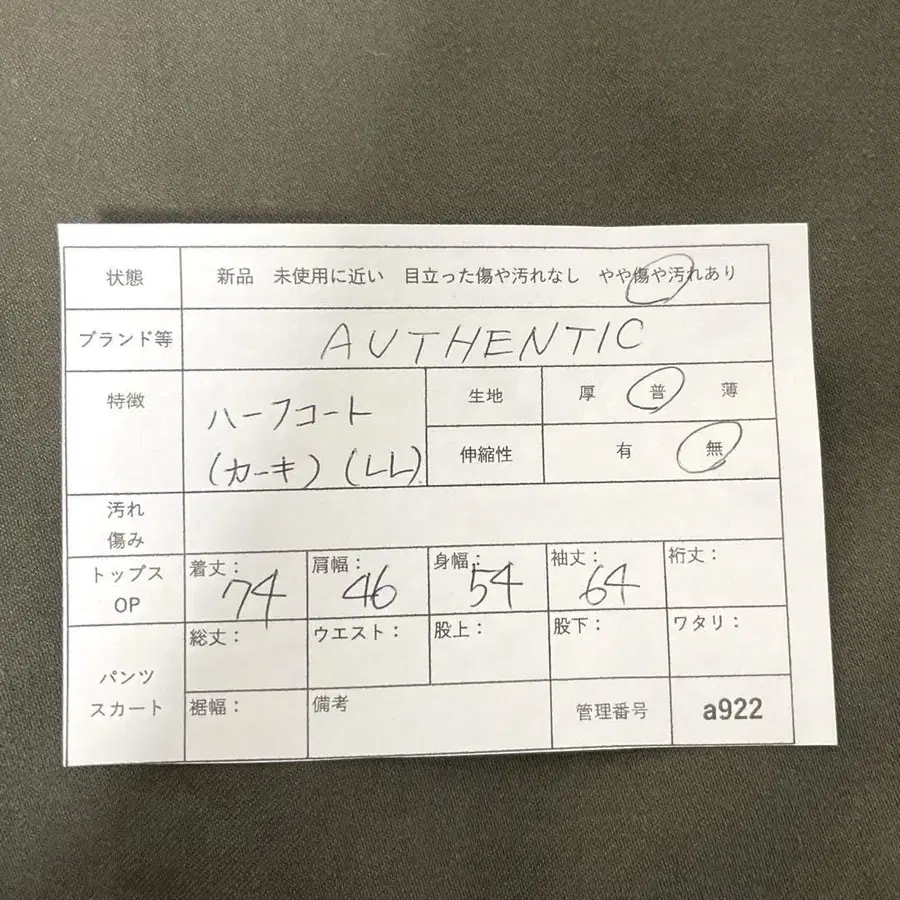 状態 新品 未使用に近い 目立った傷や汚れなし やや傷や汚れあり
ブランド等 AUTHENTIC
特徴 ハーフコート
(カーキ) (LL)
生地 厚 普 薄
伸縮性 有 無
汚れ
傷み
トップス
OP
着丈: 74 肩幅: 46 身幅: 54 袖丈: 64 裄丈:
パンツ
スカート
総丈: ウエスト: 股上: 股下: ワタリ:
裾幅: 備考 管理番号 a922